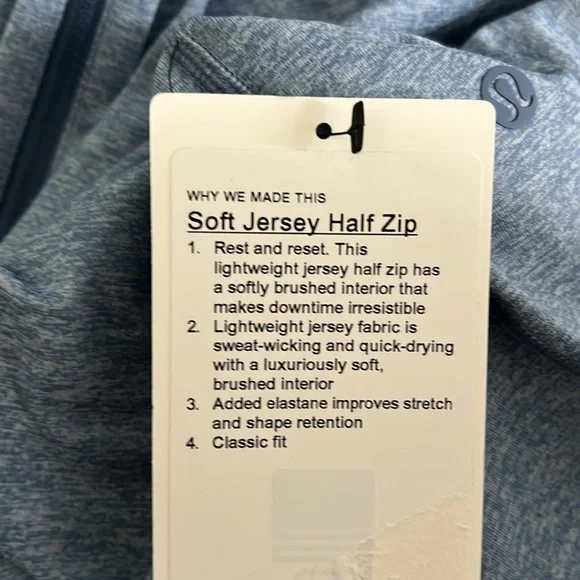 WHY WE MADE THIS
Soft Jersey Half Zip
1. Rest and reset. This
lightweight jersey half zip has
a softly brushed interior that
makes downtime irresistible
2. Lightweight jersey fabric is
sweat-wicking and quick-drying
with a luxuriously soft,
brushed interior
3. Added elastane improves stretch
and shape retention
4. Classic fit